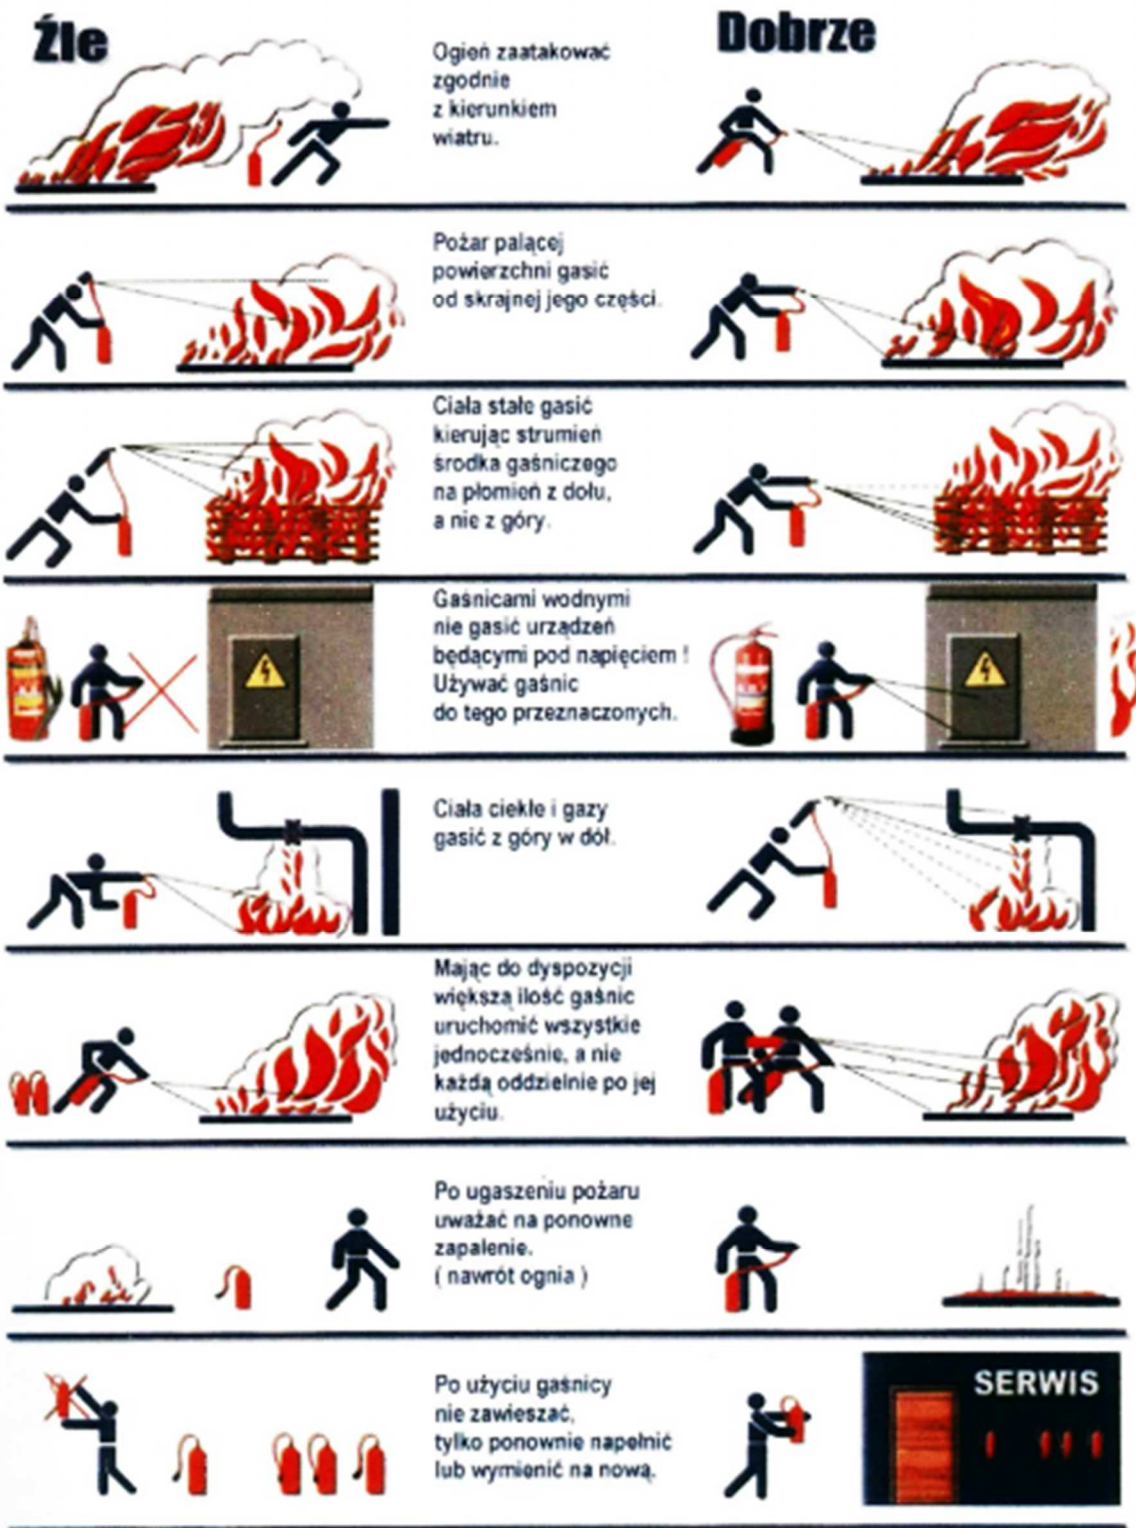 Źle
Dobrze
Ogień zaatakować
zgodnie
z kierunkiem
wiatru.
Pożar palącej
powierzchni gasić
od skrajnej jego części.
Ciała stałe gasić
kierując strumień
środka gaśniczego
na płomień z dołu,
a nie z góry.
Gaśnicami wodnymi
nie gasić urządzeń
będącymi pod napięciem !
Używać gaśnic
do tego przeznaczonych.
Ciała ciekłe i gazy
gasić z góry w dół.
Mając do dyspozycji
większą ilość gaśnic
uruchomić wszystkie
jednocześnie, a nie
każdą oddzielnie po jej
użyciu.
Po ugaszeniu pożaru
uważać na ponowne
zapalenie.
( nawrót ognia )
Po użyciu gaśnicy
nie zawieszać,
tylko ponownie napełnić
lub wymienić na nową.
SERWIS